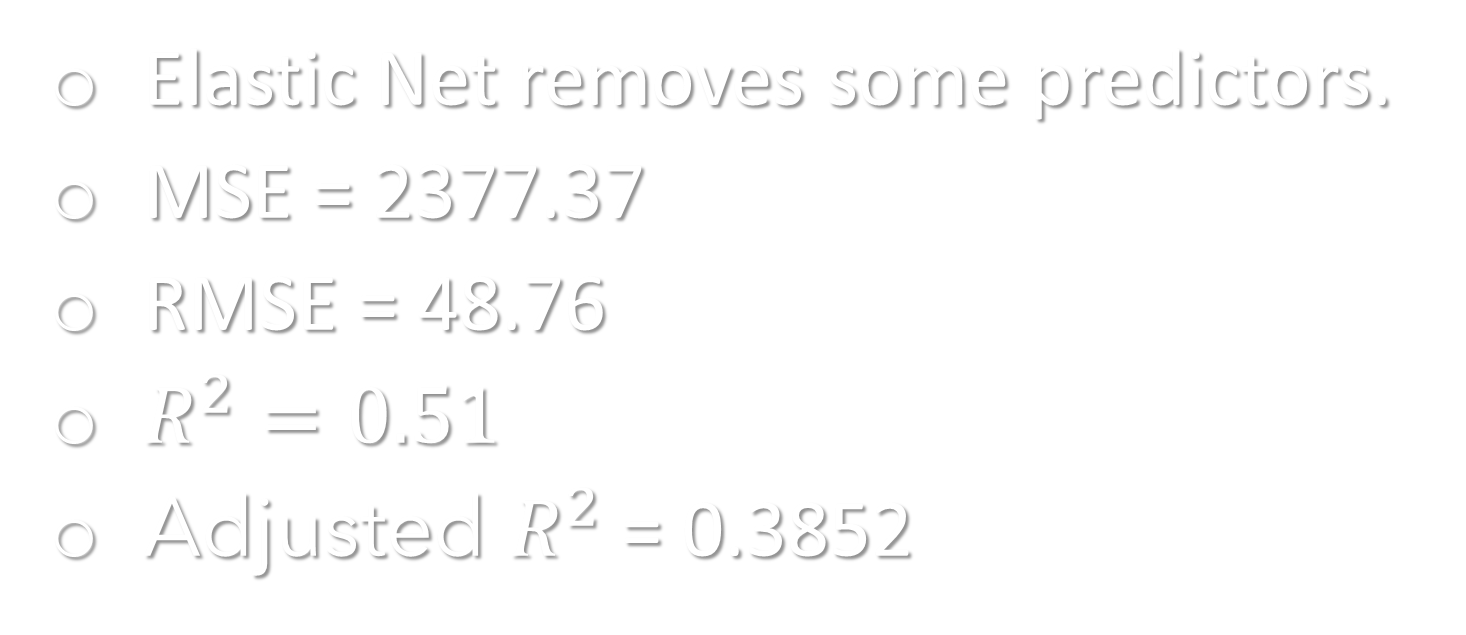 o Elastic Net removes some predictors.
o MSE = 2377.37
o RMSE = 48.76
o R² = 0.51
o Adjusted R² = 0.3852